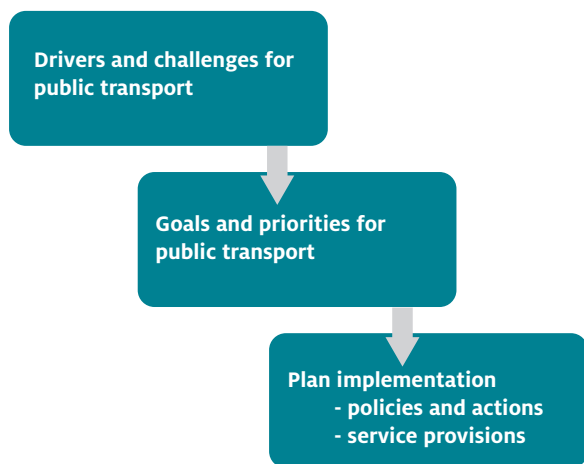 Drivers and challenges for
public transport
Goals and priorities for
public transport
Plan implementation
- policies and actions
- service provisions